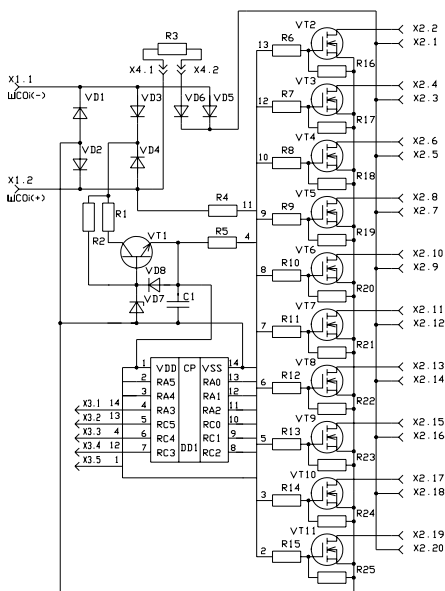 R3
X4.1 X4.2
X1.1
ШСОi(-)
VD1
VD3
VD6 VD5
VD2
VD4
X1.2
ШСОi(+)
R1
R2
VT1
R4
11
R5
4
VD8
VD7
C1
1 VDD CP VSS 14
2 RA5 RA0 13
3 RA4 RA1 12
X3.1 14 4 RA3 RA2 11
X3.2 13 5 RC5 RC0 10
X3.3 4 6 RC4 DD1 RC1 9
X3.4 12 7 RC3 RC2 8
X3.5 1
VT2
13 R6
R16
X2.2
X2.1
VT3
12 R7
R17
X2.4
X2.3
VT4
10 R8
R18
X2.6
X2.5
VT5
9 R9
R19
X2.8
X2.7
VT6
8 R10
R20
X2.10
X2.9
VT7
7 R11
R21
X2.11
X2.12
VT8
6 R12
R22
X2.13
X2.14
VT9
5 R13
R23
X2.15
X2.16
VT10
3 R14
R24
X2.17
X2.18
VT11
2 R15
R25
X2.19
X2.20